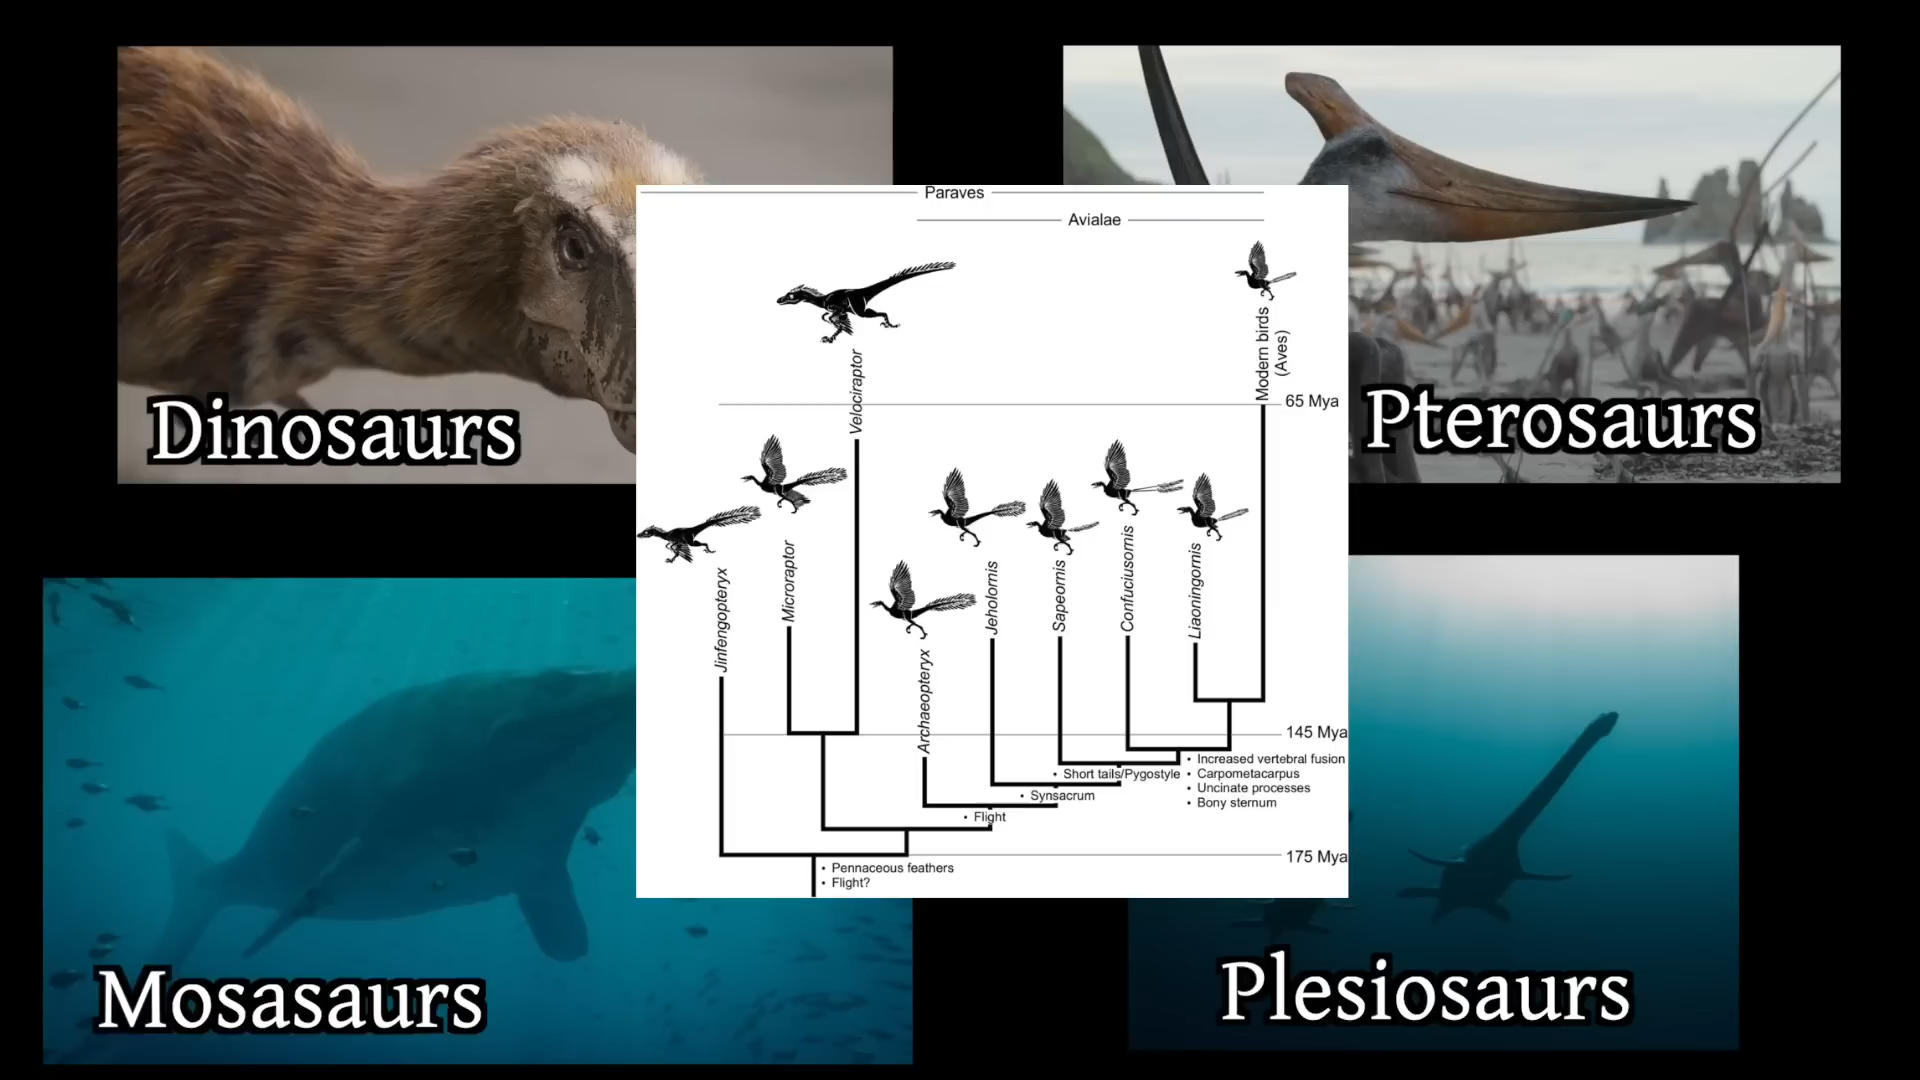 Paraves
Avialae
Modern birds
(Aves)
Velociraptor
65 Mya
Dinosaurs
Pterosaurs
Jinfengopteryx
Microraptor
Archaeopteryx
Jeholornis
Sapeornis
Confuciusornis
Liaoningornis
145 Mya
• Increased vertebral fusion
• Short tails/Pygostyle
• Carpometacarpus
• Uncinate processes
• Synsacrum
• Bony sternum
• Flight
175 Mya
• Pennaceous feathers
• Flight?
Mosasaurs
Plesiosaurs